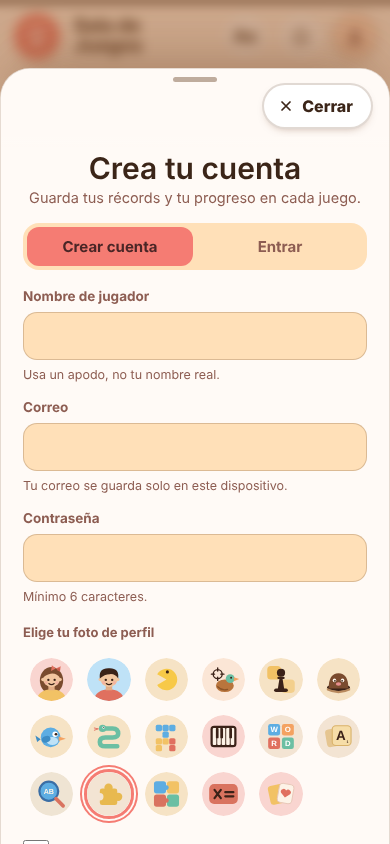 ✕ Cerrar
Crea tu cuenta
Guarda tus récords y tu progreso en cada juego.
Crear cuenta
Entrar
Nombre de jugador
Usa un apodo, no tu nombre real.
Correo
Tu correo se guarda solo en este dispositivo.
Contraseña
Mínimo 6 caracteres.
Elige tu foto de perfil
W O
R D
A
AB
X=